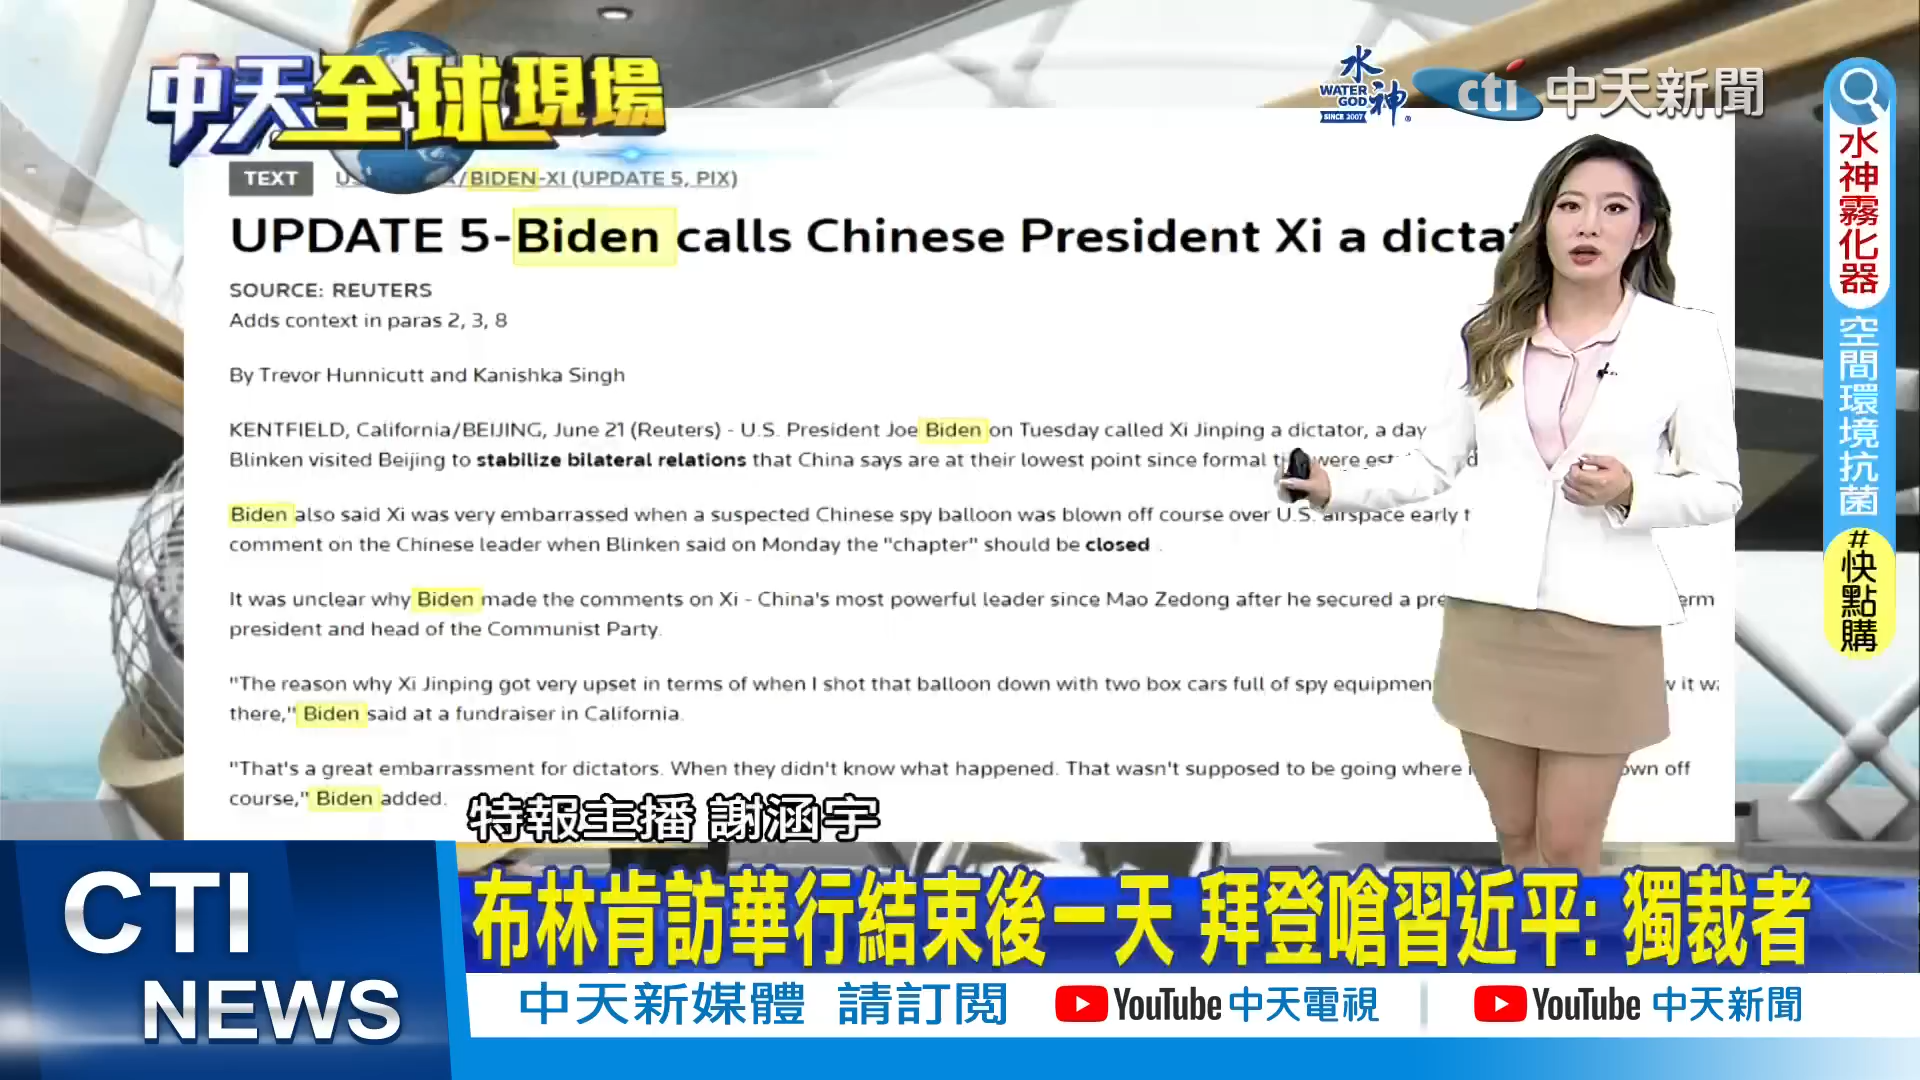 中天全球現場
水神
WATER GOD
SINCE 2007
cti 中天新聞
水神霧化器
空間環境抗菌
#快點購
TEXT
BIDEN-XI (UPDATE 5, PIX)
UPDATE 5-Biden calls Chinese President Xi a
SOURCE: REUTERS
Adds context in paras 2, 3, 8
By Trevor Hunnicutt and Kanishka Singh
KENTFIELD, California/BEIJING, June 21 (Reuters) - U.S. President Joe Biden on Tuesday called Xi Jinping a dictator, a day
Blinken visited Beijing to stabilize bilateral relations that China says are at their lowest point since formal were
Biden also said Xi was very embarrassed when a suspected Chinese spy balloon was blown off course over U.S. airspace early
comment on the Chinese leader when Blinken said on Monday the "chapter" should be closed .
It was unclear why Biden made the comments on Xi - China's most powerful leader since Mao Zedong after he secured a
president and head of the Communist Party.
"The reason why Xi Jinping got very upset in terms of when I shot that balloon down with two box cars full of spy it
there," Biden said at a fundraiser in California.
"That's a great embarrassment for dictators. When they didn't know what happened. That wasn't supposed to be going where off
course," Biden added.
特報主播 謝涵宇
CTI NEWS
布林肯訪華行結束後一天 拜登嗆習近平: 獨裁者
中天新媒體 請訂閱 YouTube 中天電視 | YouTube 中天新聞